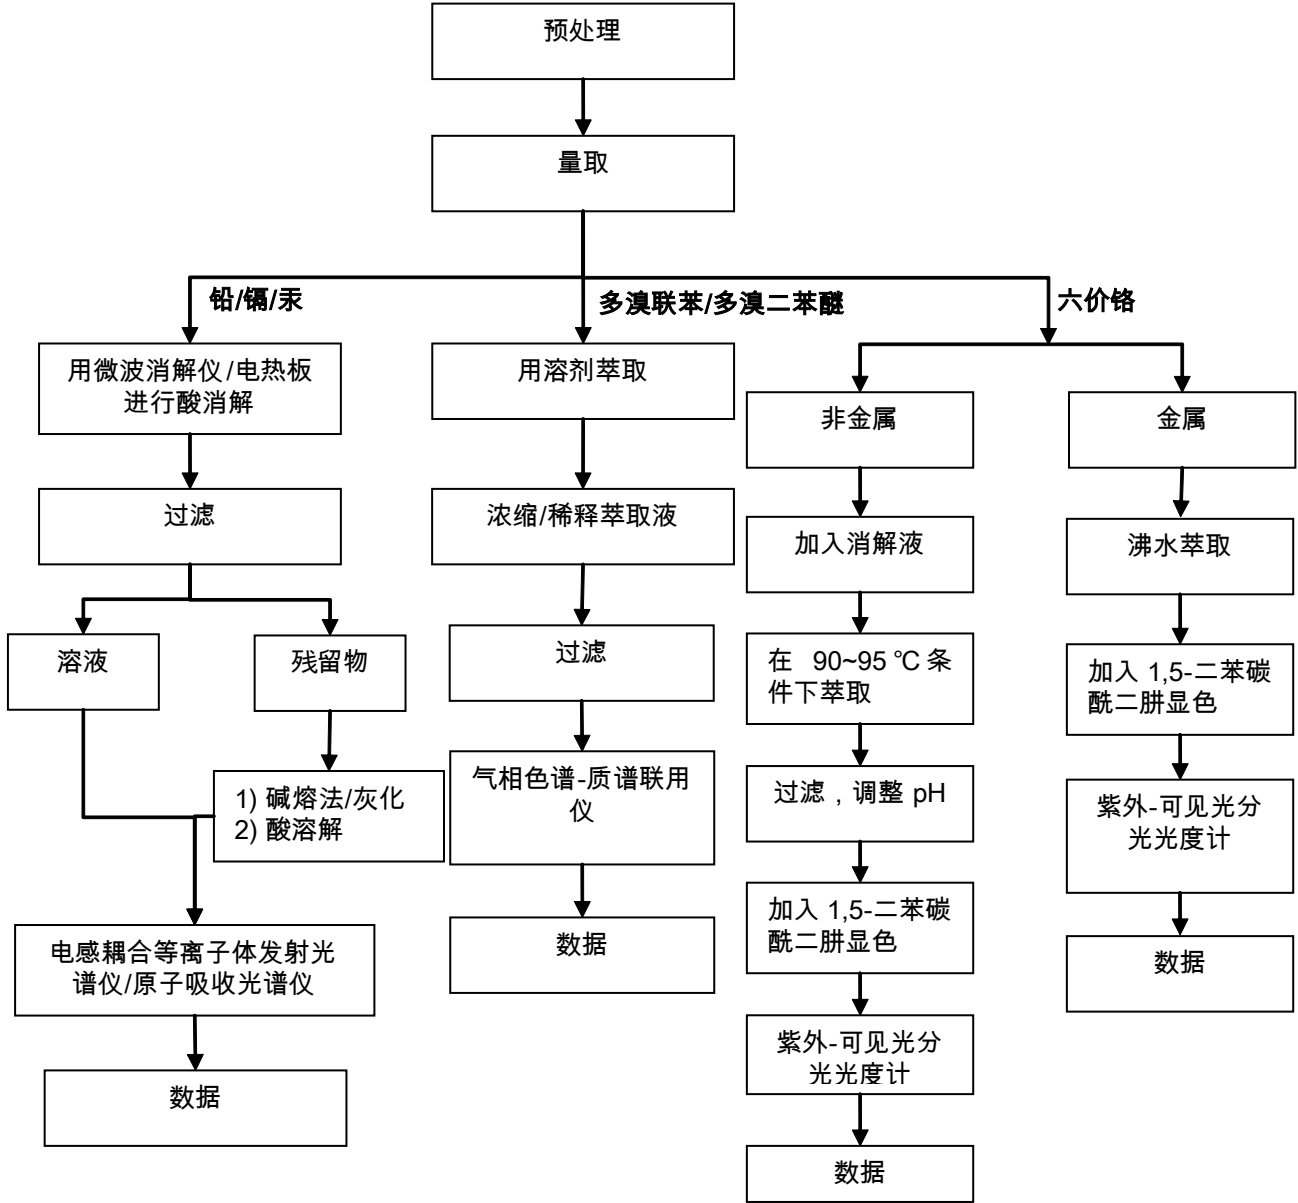 预处理
量取
铅/镉/汞
用微波消解仪/电热板
进行酸消解
过滤
溶液
残留物
1) 碱熔法/灰化
2) 酸溶解
电感耦合等离子体发射光
谱仪/原子吸收光谱仪
数据
多溴联苯/多溴二苯醚
用溶剂萃取
浓缩/稀释萃取液
过滤
气相色谱-质谱联用
仪
数据
六价铬
非金属
加入消解液
在 90~95 ℃ 条
件下萃取
过滤，调整 pH
加入 1,5-二苯碳
酰二肼显色
紫外-可见光分
光光度计
数据
金属
沸水萃取
加入 1,5-二苯碳
酰二肼显色
紫外-可见光分
光光度计
数据